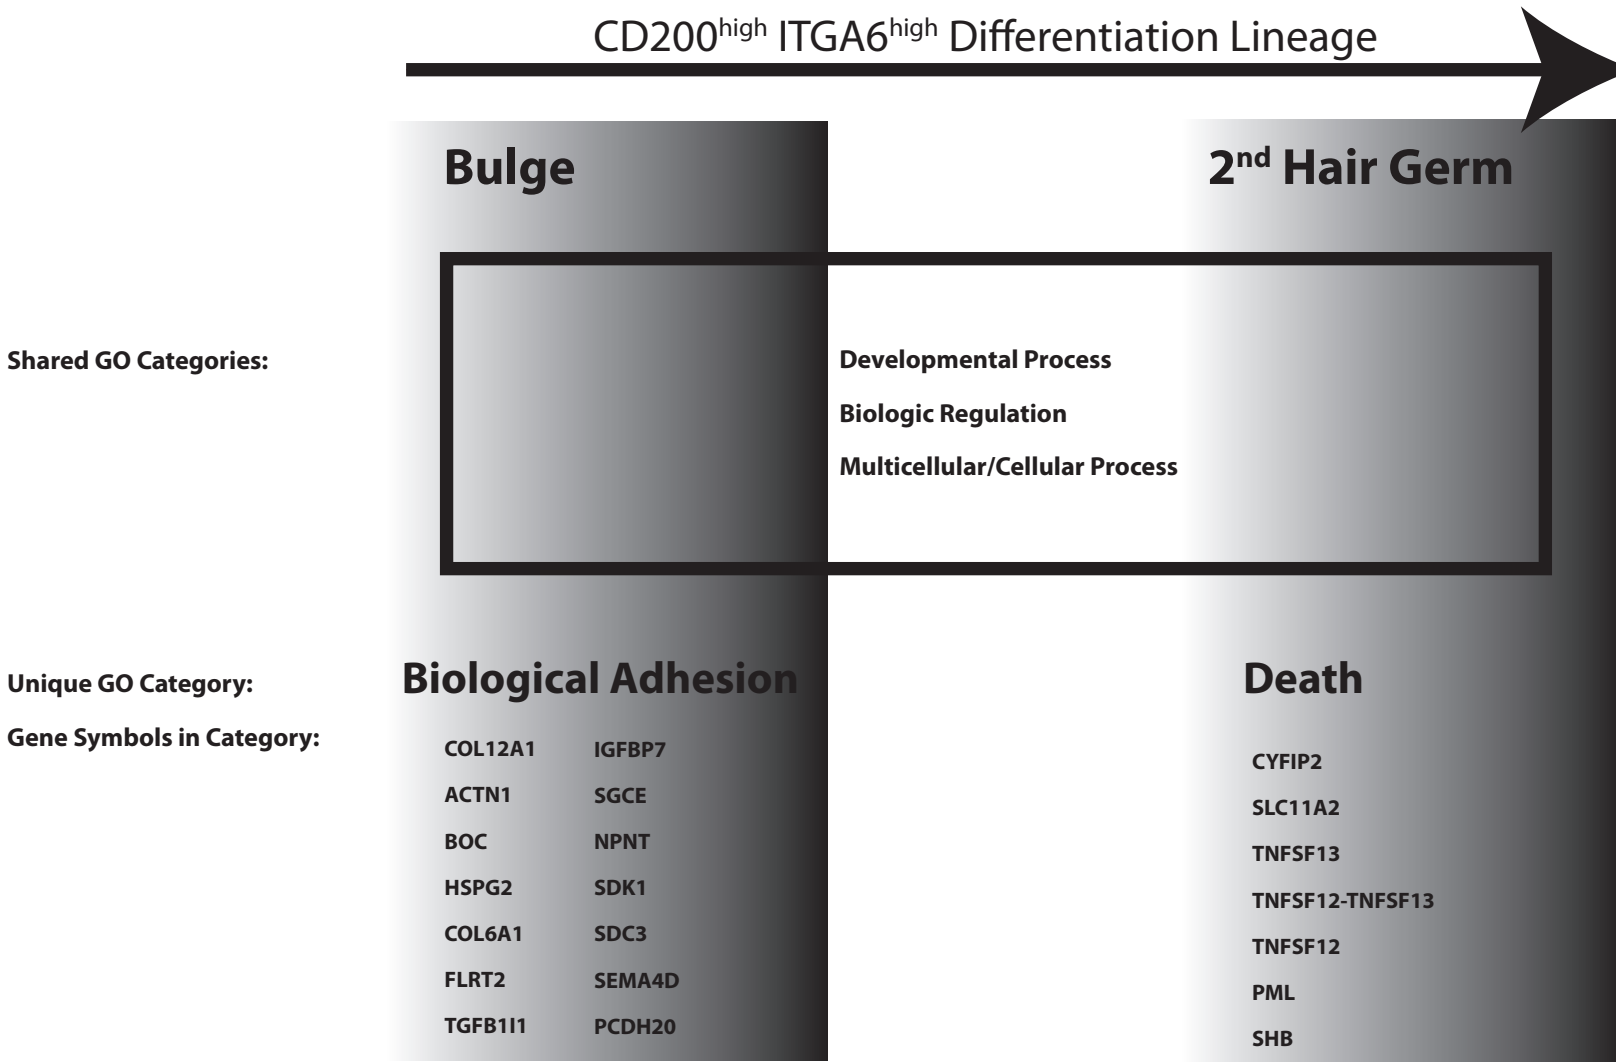 CD200high ITGA6high Differentiation Lineage
Bulge
2nd Hair Germ
Shared GO Categories:
Developmental Process
Biologic Regulation
Multicellular/Cellular Process
Unique GO Category:
Biological Adhesion
Death
Gene Symbols in Category:
COL12A1 IGFBP7
ACTN1 SGCE
BOC NPNT
HSPG2 SDK1
COL6A1 SDC3
FLRT2 SEMA4D
TGFB1I1 PCDH20
CYFIP2
SLC11A2
TNFSF13
TNFSF12-TNFSF13
TNFSF12
PML
SHB